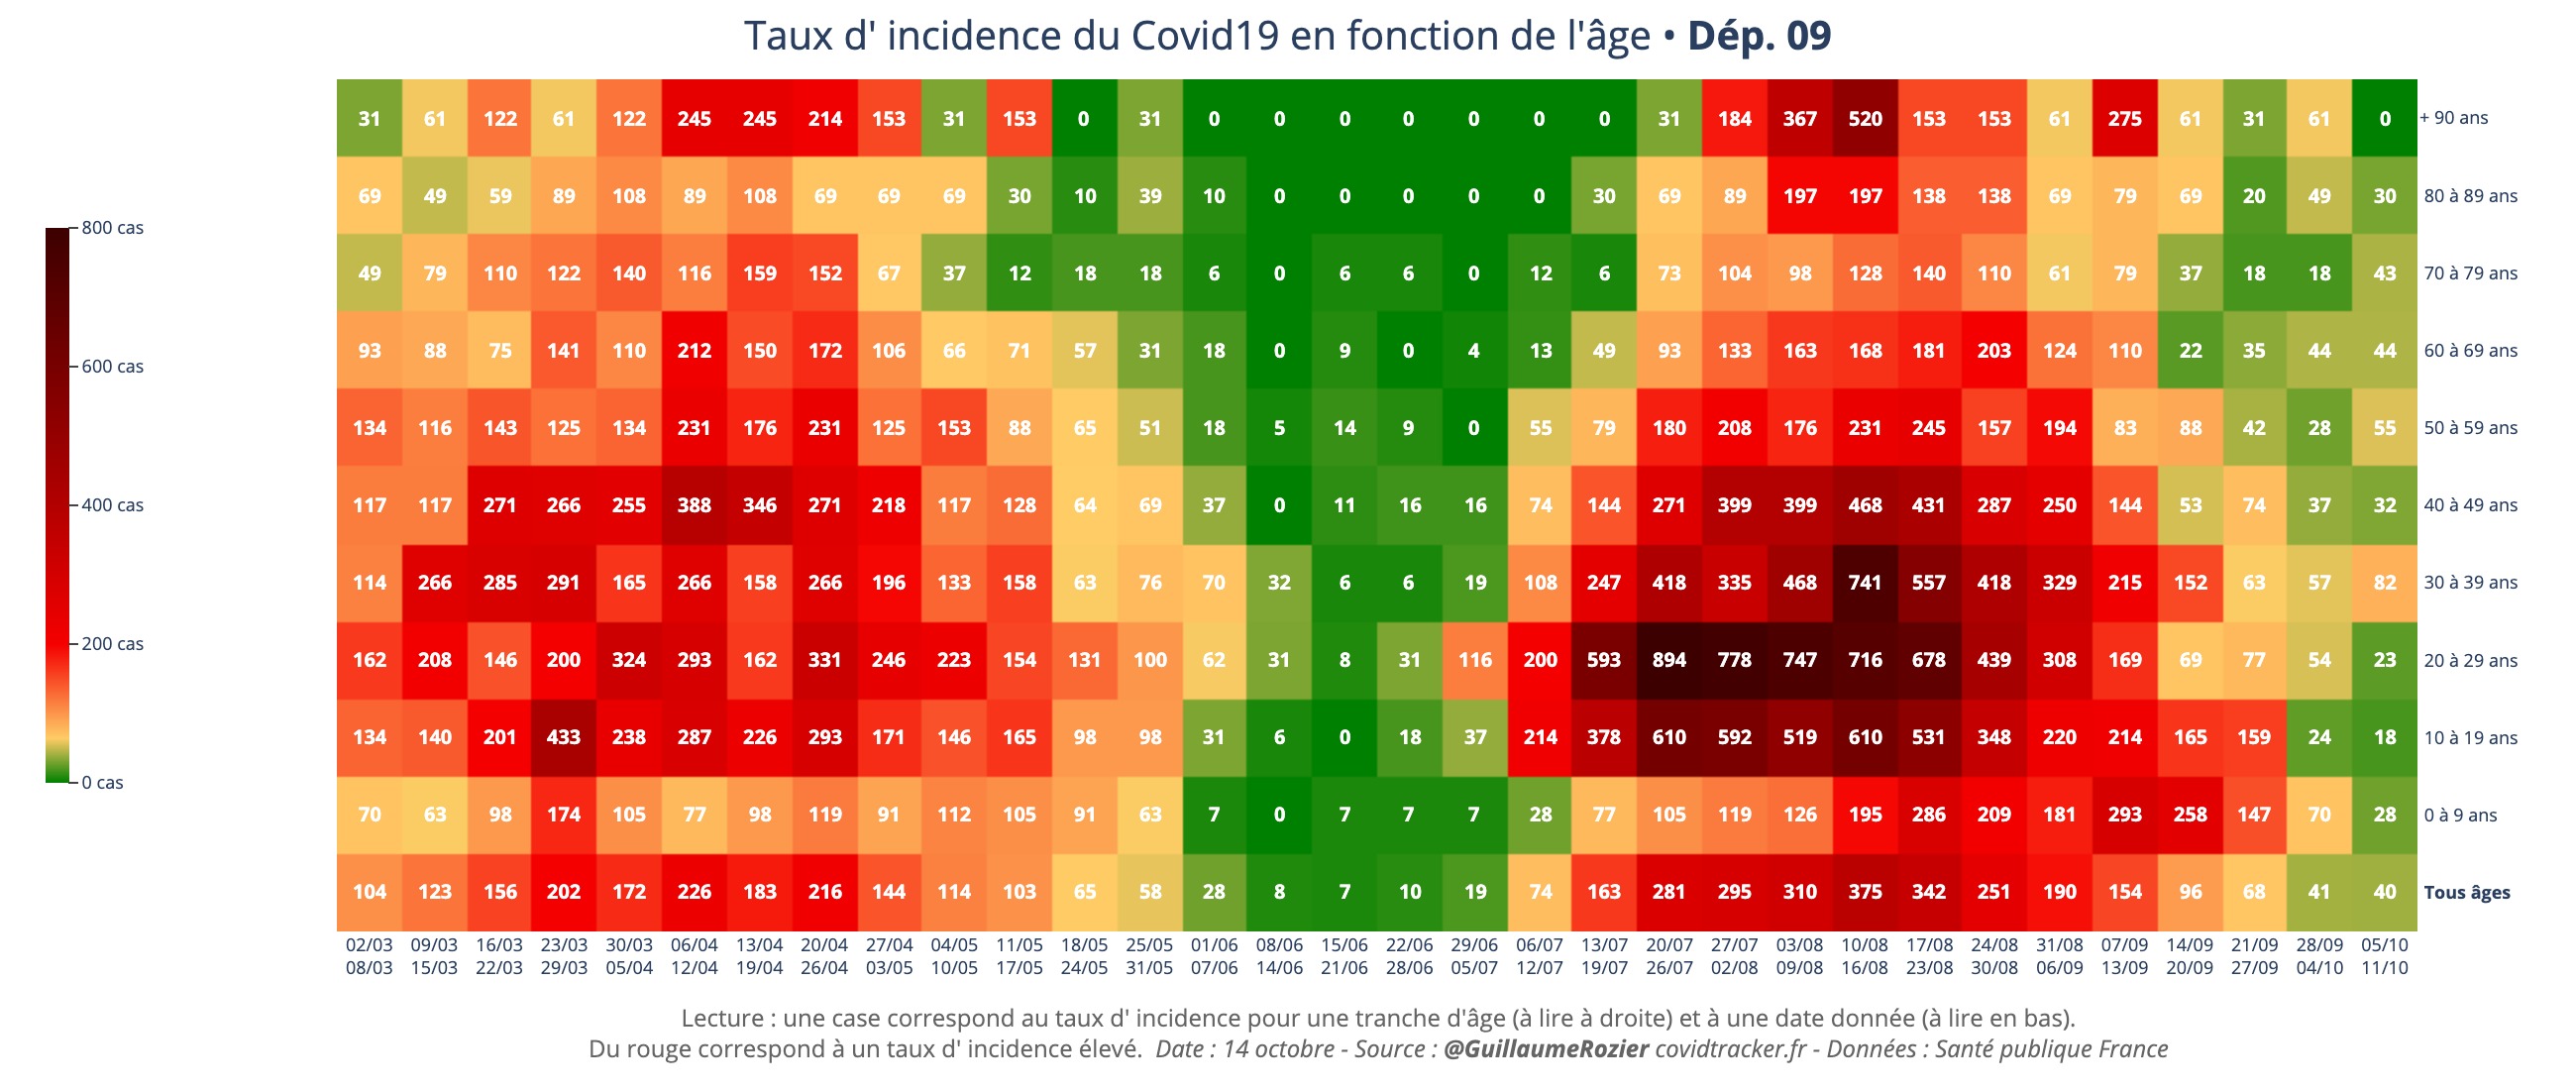 Taux d' incidence du Covid19 en fonction de l'âge • Dép. 09
800 cas
600 cas
400 cas
200 cas
0 cas
31 61 122 61 122 245 245 214 153 31 153 0 31 0 0 0 0 0 0 0 31 184 367 520 153 153 61 275 61 31 61 0 + 90 ans
69 49 59 89 108 89 108 69 69 69 30 10 39 10 0 0 0 0 0 30 69 89 197 197 138 138 69 79 69 20 49 30 80 à 89 ans
49 79 110 122 140 116 159 152 67 37 12 18 18 6 0 6 6 0 12 6 73 104 98 128 140 110 61 79 37 18 18 43 70 à 79 ans
93 88 75 141 110 212 150 172 106 66 71 57 31 18 0 9 0 4 13 49 93 133 163 168 181 203 124 110 22 35 44 44 60 à 69 ans
134 116 143 125 134 231 176 231 125 153 88 65 51 18 5 14 9 0 55 79 180 208 176 231 245 157 194 83 88 42 28 55 50 à 59 ans
117 117 271 266 255 388 346 271 218 117 128 64 69 37 0 11 16 16 74 144 271 399 399 468 431 287 250 144 53 74 37 32 40 à 49 ans
114 266 285 291 165 266 158 266 196 133 158 63 76 70 32 6 6 19 108 247 418 335 468 741 557 418 329 215 152 63 57 82 30 à 39 ans
162 208 146 200 324 293 162 331 246 223 154 131 100 62 31 8 31 116 200 593 894 778 747 716 678 439 308 169 69 77 54 23 20 à 29 ans
134 140 201 433 238 287 226 293 171 146 165 98 98 31 6 0 18 37 214 378 610 592 519 610 531 348 220 214 165 159 24 18 10 à 19 ans
70 63 98 174 105 77 98 119 91 112 105 91 63 7 0 7 7 7 28 77 105 119 126 195 286 209 181 293 258 147 70 28 0 à 9 ans
104 123 156 202 172 226 183 216 144 114 103 65 58 28 8 7 10 19 74 163 281 295 310 375 342 251 190 154 96 68 41 40 Tous âges
02/03 09/03 16/03 23/03 30/03 06/04 13/04 20/04 27/04 04/05 11/05 18/05 25/05 01/06 08/06 15/06 22/06 29/06 06/07 13/07 20/07 27/07 03/08 10/08 17/08 24/08 31/08 07/09 14/09 21/09 28/09 05/10
08/03 15/03 22/03 29/03 05/04 12/04 19/04 26/04 03/05 10/05 17/05 24/05 31/05 07/06 14/06 21/06 28/06 05/07 12/07 19/07 26/07 02/08 09/08 16/08 23/08 30/08 06/09 13/09 20/09 27/09 04/10 11/10
Lecture : une case correspond au taux d' incidence pour une tranche d'âge (à lire à droite) et à une date donnée (à lire en bas).
Du rouge correspond à un taux d' incidence élevé. Date : 14 octobre - Source : @GuillaumeRozier covidtracker.fr - Données : Santé publique France